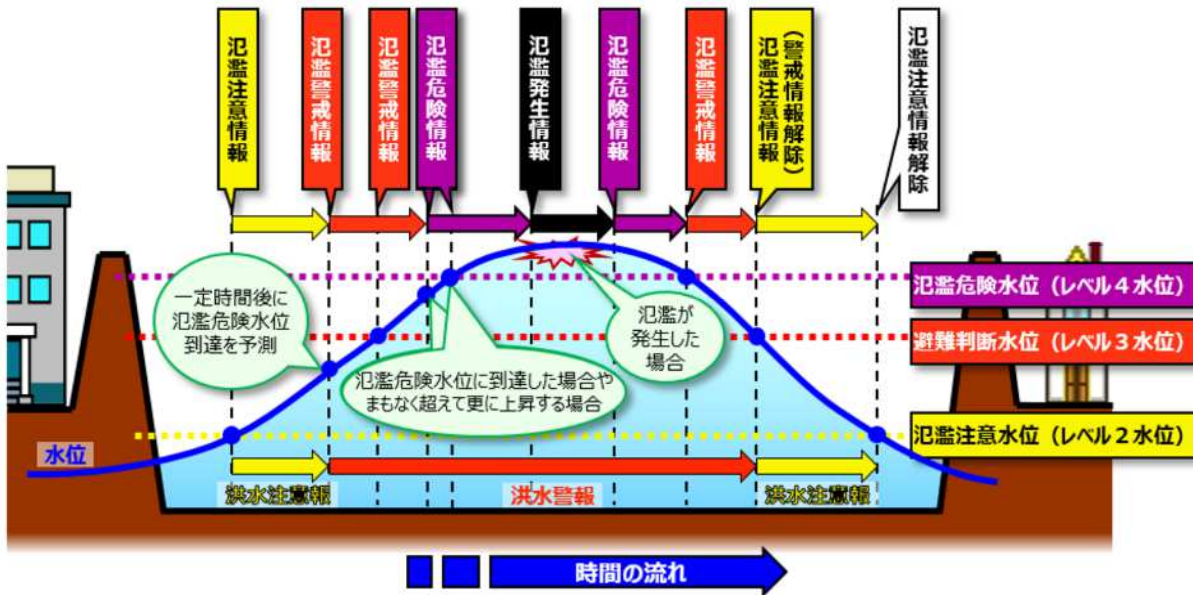 氾濫注意情報
氾濫警戒情報
氾濫警戒情報
氾濫危険情報
氾濫発生情報
氾濫危険情報
氾濫警戒情報
氾濫注意情報
(警戒情報解除)
氾濫注意情報解除
一定時間後に
氾濫危険水位
到達を予測
氾濫危険水位に到達した場合や
まもなく超えて更に上昇する場合
氾濫が
発生した
場合
氾濫危険水位(レベル4水位)
避難判断水位(レベル3水位)
氾濫注意水位(レベル2水位)
水位
洪水注意報
洪水警報
洪水注意報
時間の流れ